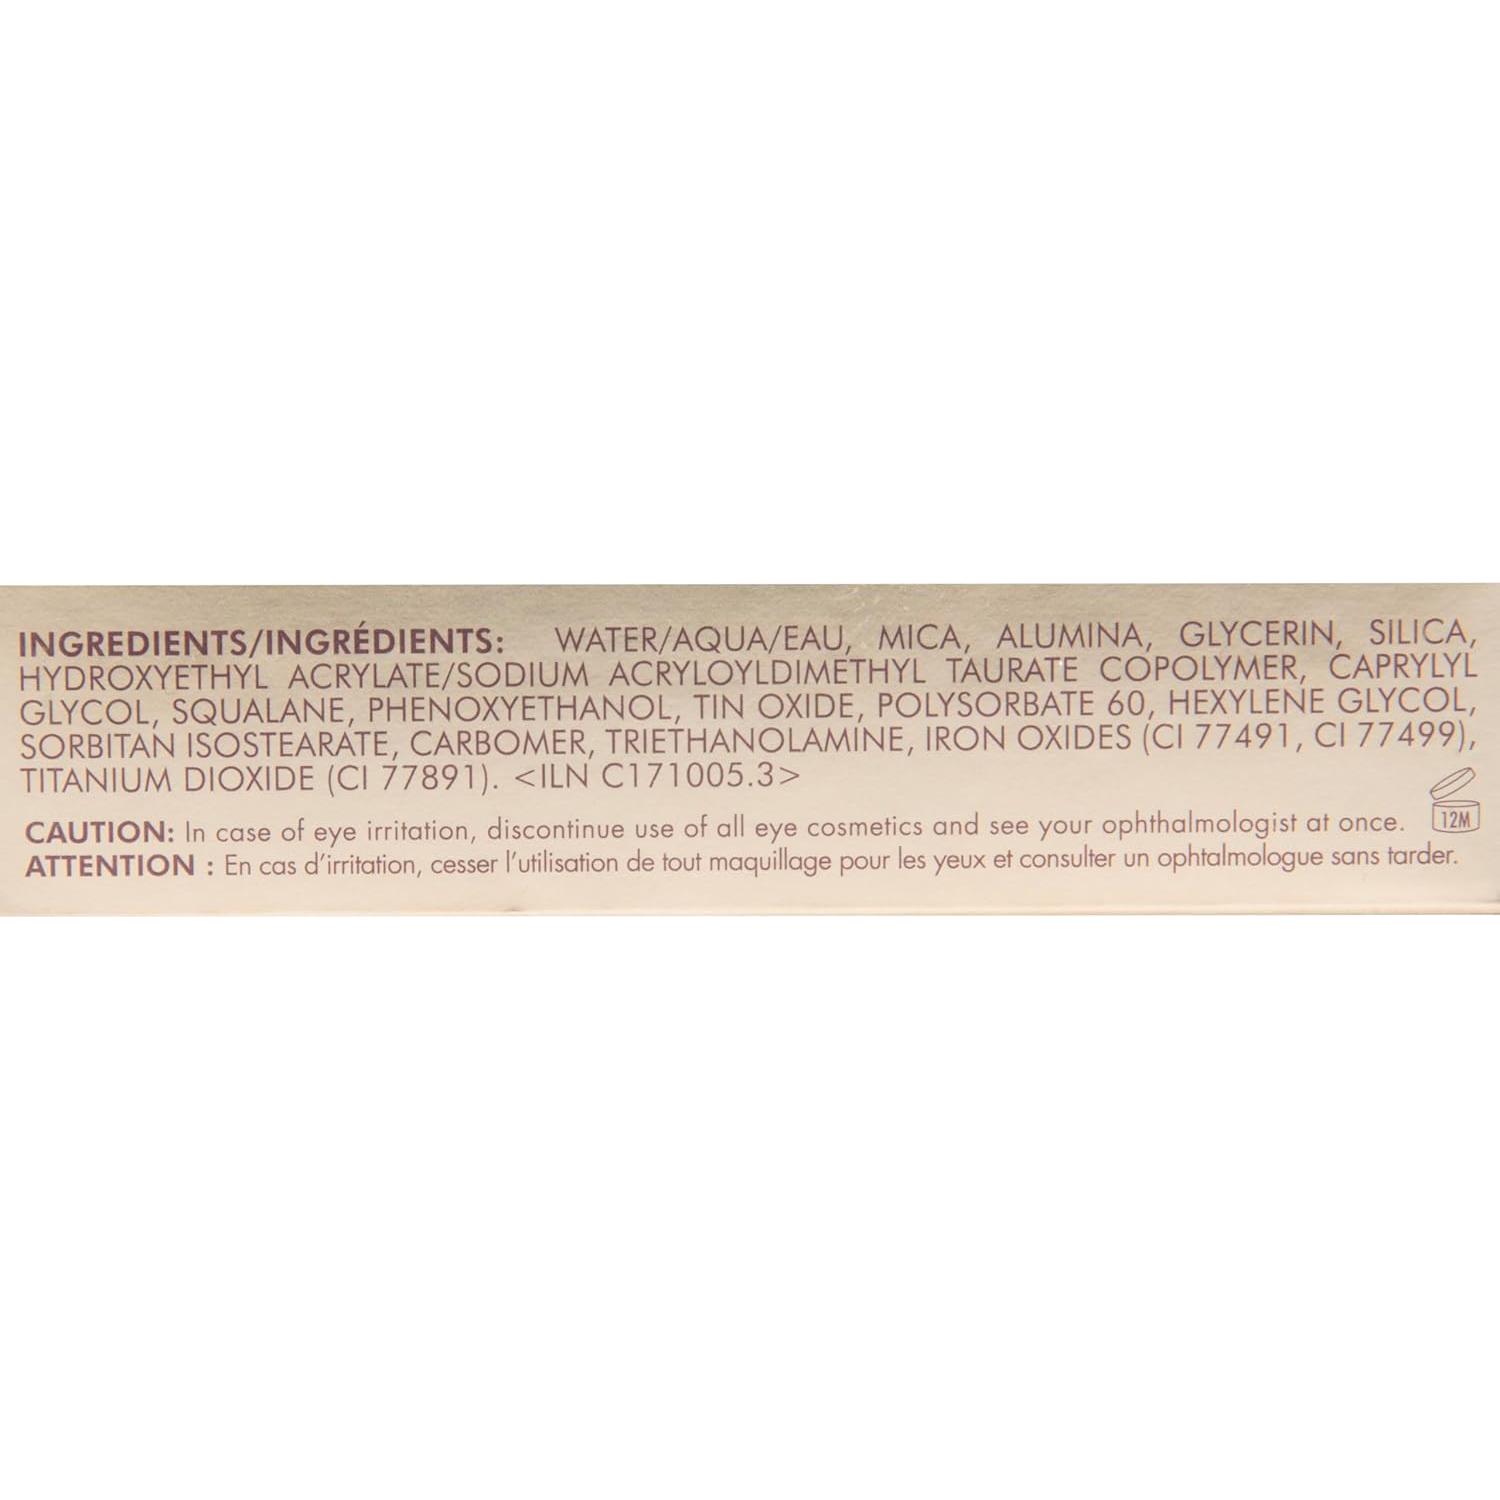 INGREDIENTS/INGRÉDIENTS: WATER/AQUA/EAU, MICA, ALUMINA, GLYCERIN, SILICA,
HYDROXYETHYL ACRYLATE/SODIUM ACRYLOYLDIMETHYL TAURATE COPOLYMER, CAPRYLYL
GLYCOL, SQUALANE, PHENOXYETHANOL, TIN OXIDE, POLYSORBATE 60, HEXYLENE GLYCOL,
SORBITAN ISOSTEARATE, CARBOMER, TRIETHANOLAMINE, IRON OXIDES (CI 77491, CI 77499),
TITANIUM DIOXIDE (CI 77891). <ILN C171005.3>
CAUTION: In case of eye irritation, discontinue use of all eye cosmetics and see your ophthalmologist at once.
12M
ATTENTION : En cas d'irritation, cesser l'utilisation de tout maquillage pour les yeux et consulter un ophtalmologue sans tarder.